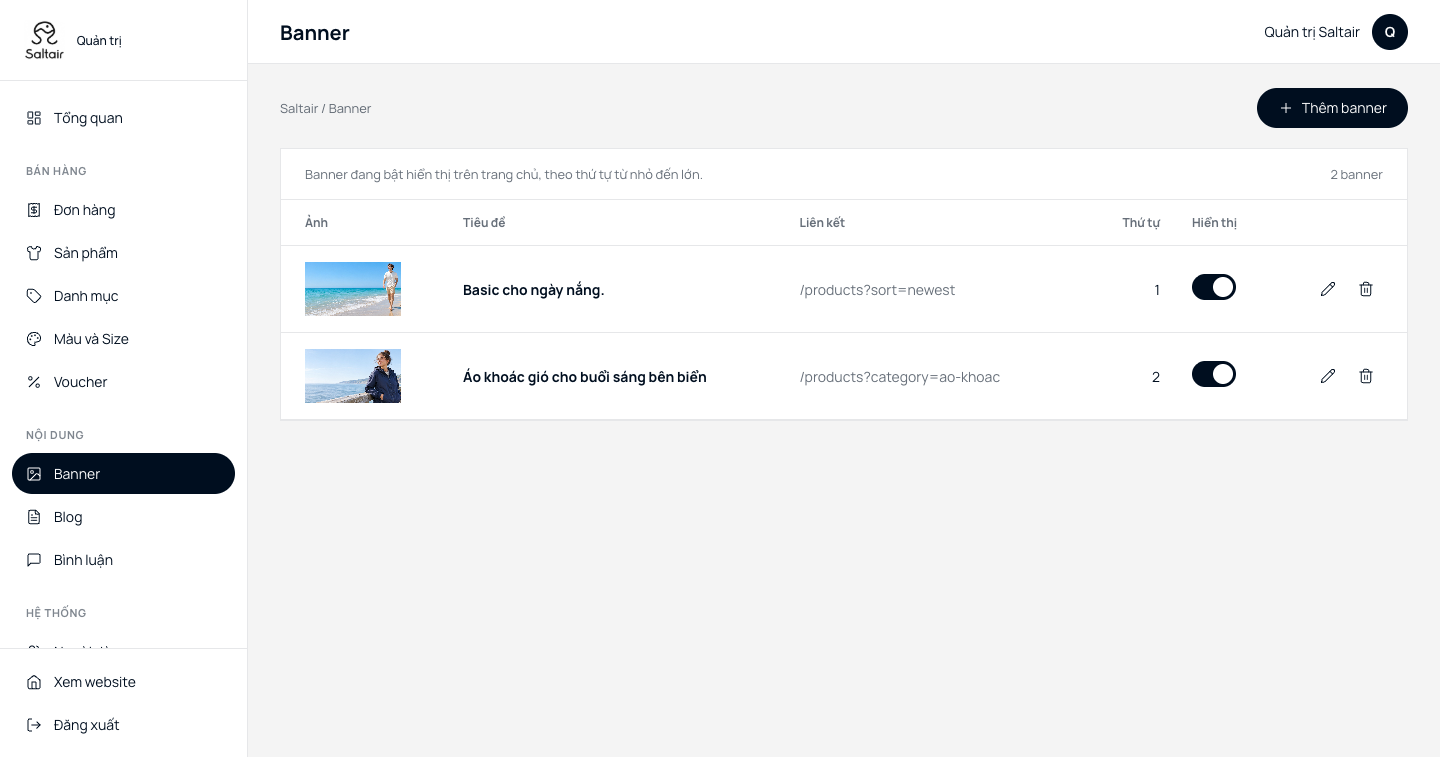 Saltair
Quản trị
Tổng quan
BÁN HÀNG
Đơn hàng
Sản phẩm
Danh mục
Màu và Size
Voucher
NỘI DUNG
Banner
Blog
Bình luận
HỆ THỐNG
Xem website
Đăng xuất
Banner
Quản trị Saltair
Q
Saltair / Banner
Thêm banner
Banner đang bật hiển thị trên trang chủ, theo thứ tự từ nhỏ đến lớn.
2 banner
Ảnh Tiêu đề Liên kết Thứ tự Hiển thị
Basic cho ngày nắng. /products?sort=newest 1
Áo khoác gió cho buổi sáng bên biển /products?category=ao-khoac 2